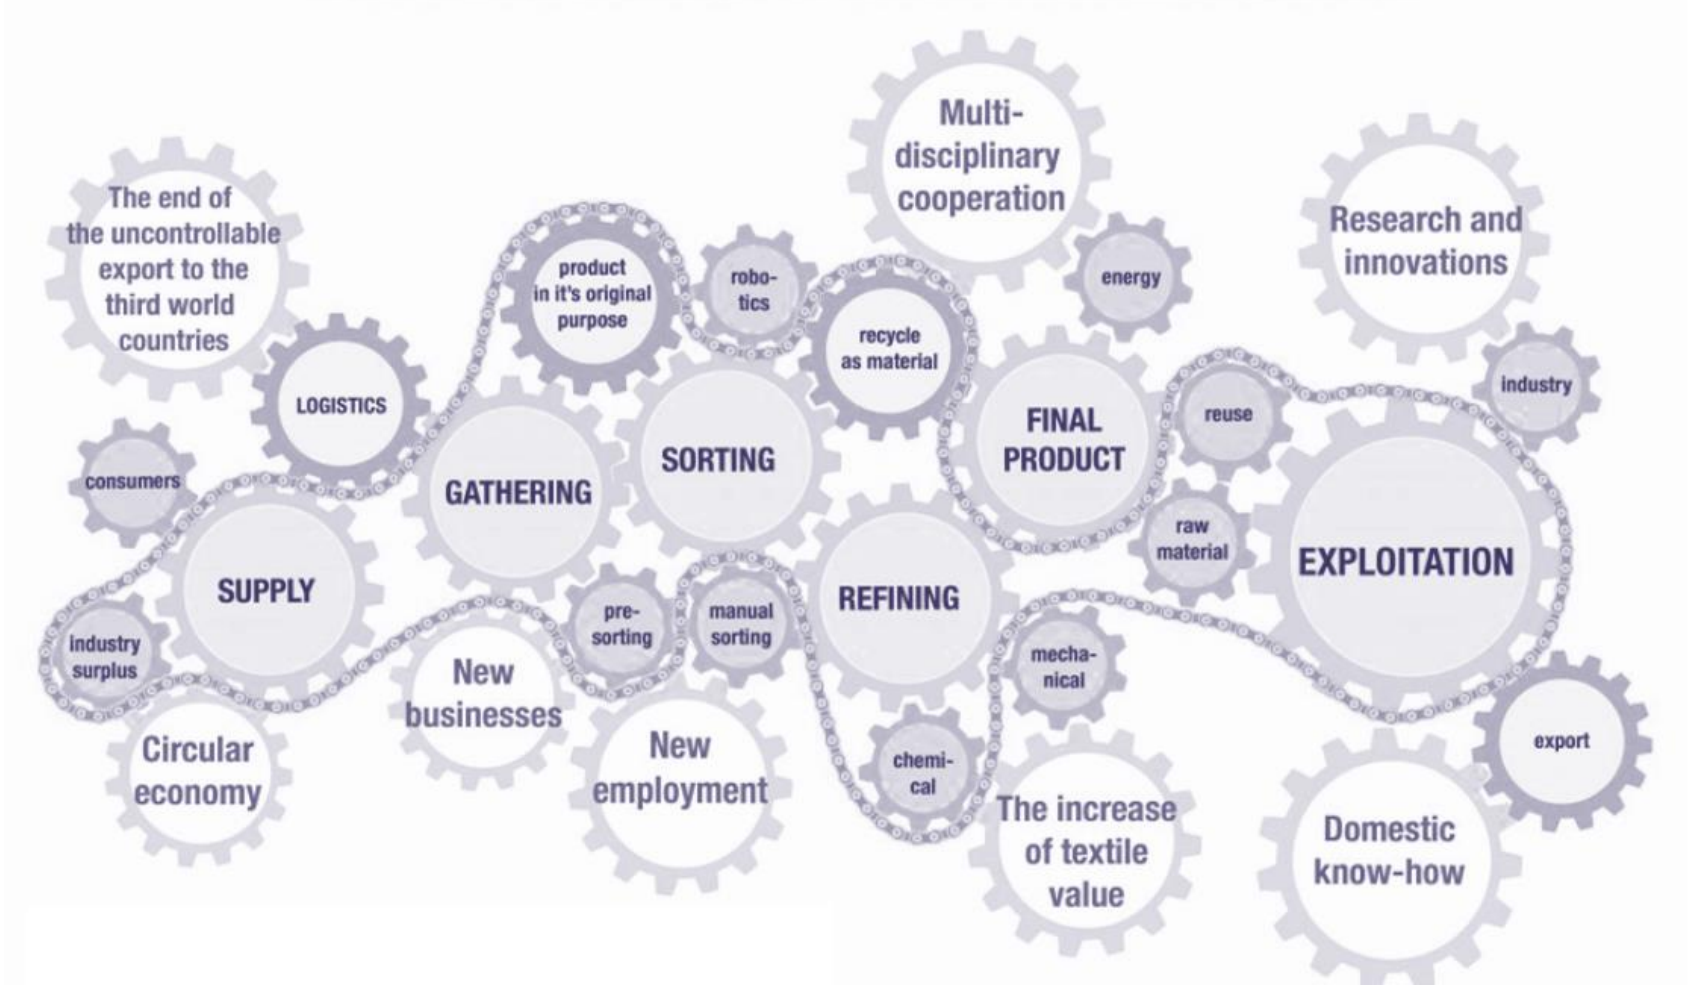 The end of
the uncontrollable
export to the
third world
countries
LOGISTICS
consumers
SUPPLY
industry
surplus
Circular
economy
GATHERING
product
in it's original
purpose
robo-
tics
SORTING
pre-
sorting
manual
sorting
New
businesses
New
employment
recycle
as material
Multi-
disciplinary
cooperation
energy
FINAL
PRODUCT
REFINING
chemi-
cal
mecha-
nical
The increase
of textile
value
reuse
raw
material
Research and
innovations
industry
EXPLOITATION
export
Domestic
know-how